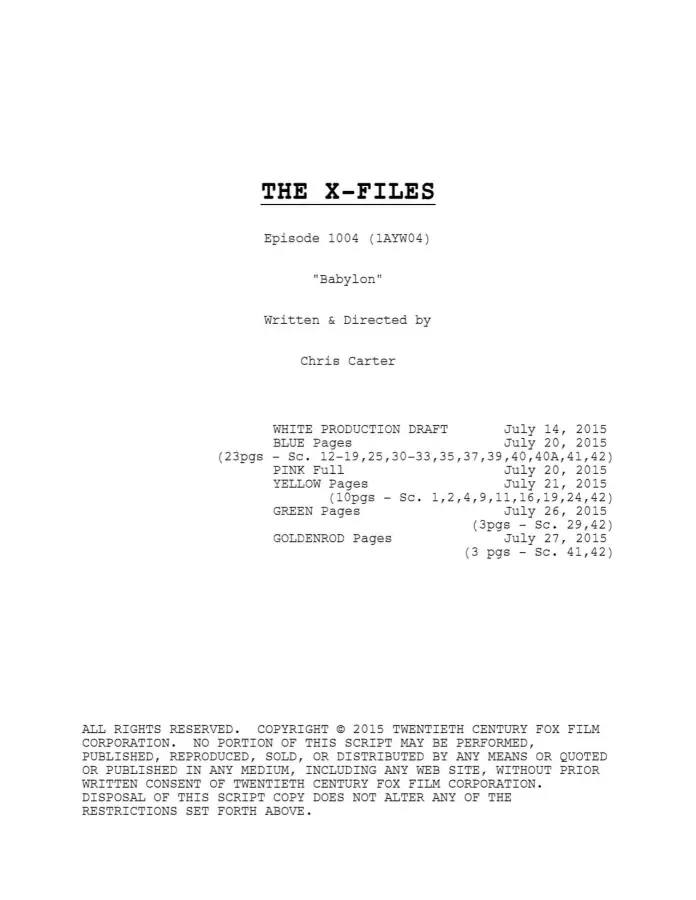 THE X-FILES
Episode 1004 (1AYW04)
"Babylon"
Written & Directed by
Chris Carter
WHITE PRODUCTION DRAFT July 14, 2015
BLUE Pages July 20, 2015
(23pgs - Sc. 12-19,25,30-33,35,37,39,40,40A,41,42)
PINK Full July 20, 2015
YELLOW Pages July 21, 2015
(10pgs - Sc. 1,2,4,9,11,16,19,24,42)
GREEN Pages July 26, 2015
(3pgs - Sc. 29,42)
GOLDENROD Pages July 27, 2015
(3 pgs - Sc. 41,42)
ALL RIGHTS RESERVED. COPYRIGHT © 2015 TWENTIETH CENTURY FOX FILM
CORPORATION. NO PORTION OF THIS SCRIPT MAY BE PERFORMED,
PUBLISHED, REPRODUCED, SOLD, OR DISTRIBUTED BY ANY MEANS OR QUOTED
OR PUBLISHED IN ANY MEDIUM, INCLUDING ANY WEB SITE, WITHOUT PRIOR
WRITTEN CONSENT OF TWENTIETH CENTURY FOX FILM CORPORATION.
DISPOSAL OF THIS SCRIPT COPY DOES NOT ALTER ANY OF THE
RESTRICTIONS SET FORTH ABOVE.